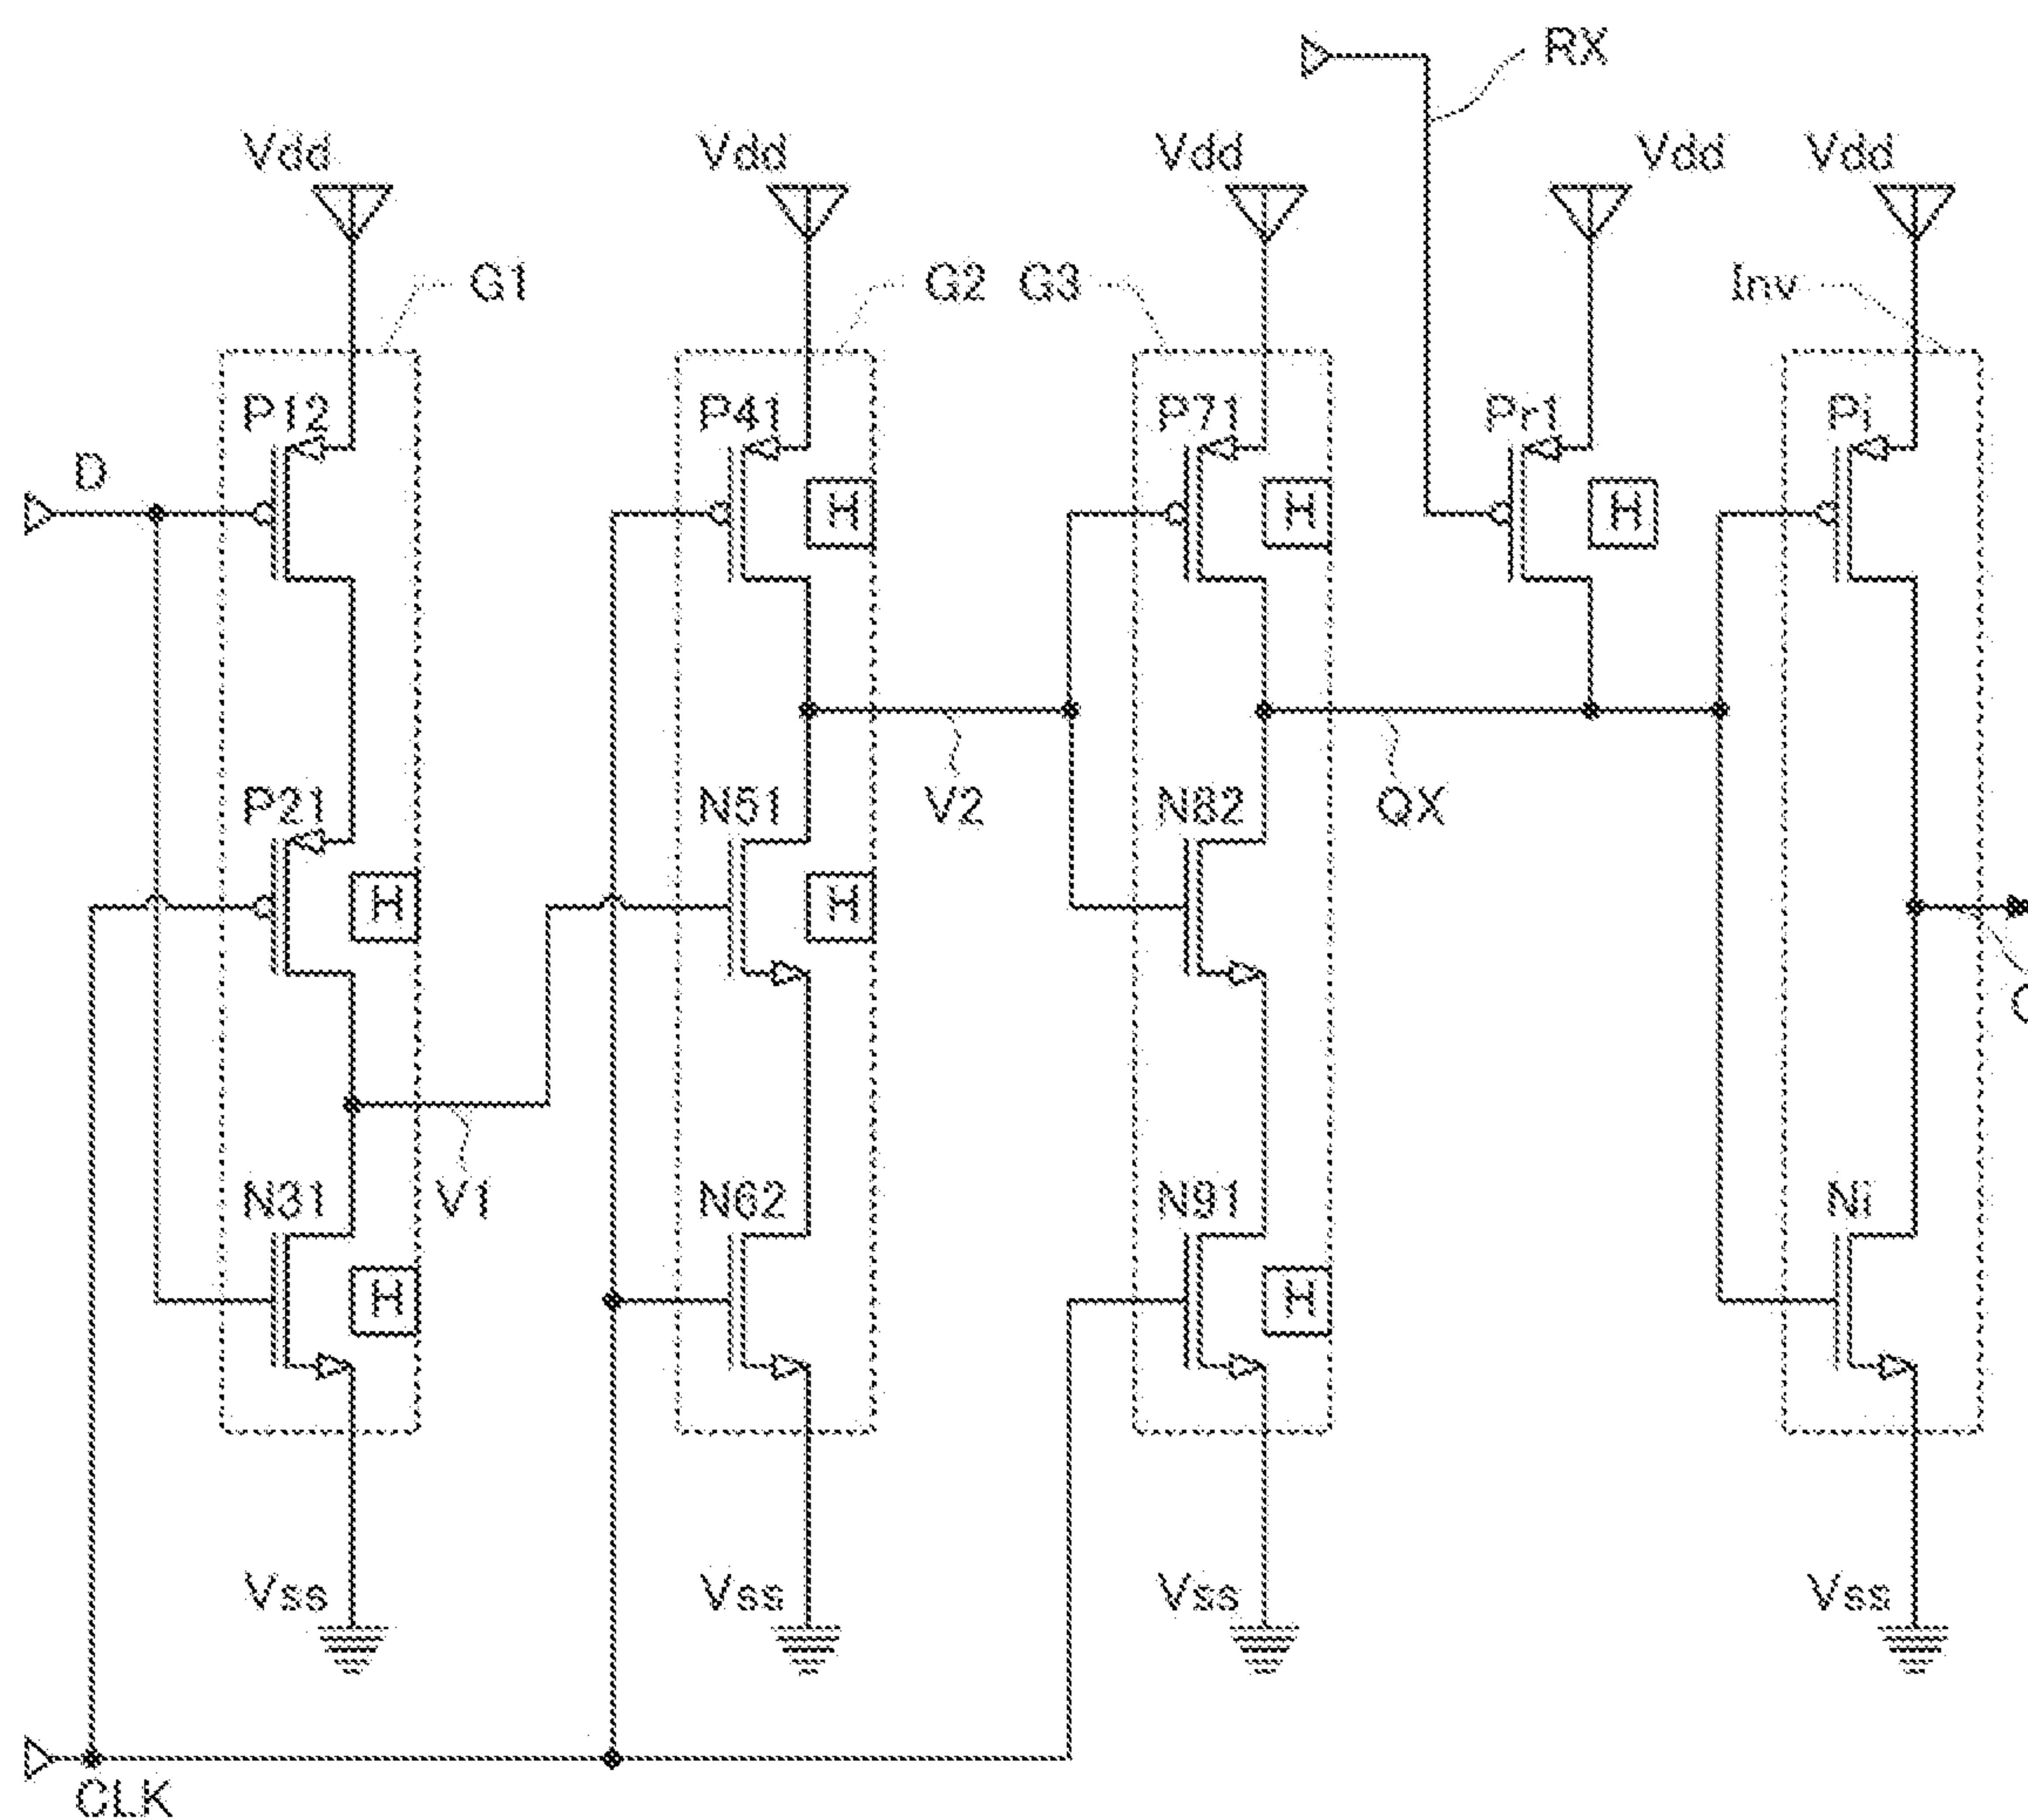 RX
Vdd
Vdd
Vdd
Vdd
Vdd
G1
G2
G3
Inv
P12
P41
P71
Pr1
Pi
D
H
H
H
P21
N51
V2
N82
QX
H
H
N31
V1
N62
N91
Ni
H
H
Vss
Vss
Vss
Vss
CLK